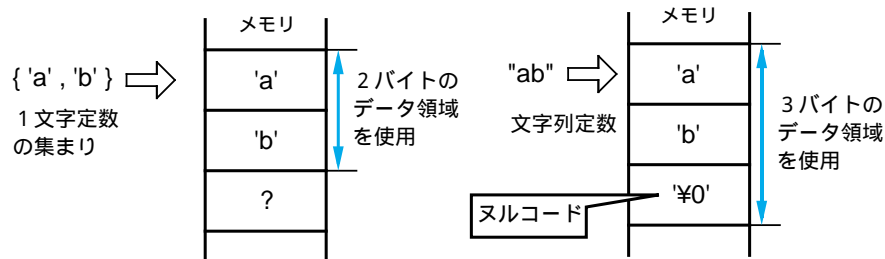 メモリ
{ 'a' , 'b' }
1文字定数
の集まり
'a'
'b'
?
2バイトの
データ領域
を使用
メモリ
"ab"
文字列定数
'a'
'b'
'¥0'
ヌルコード
3バイトの
データ領域
を使用